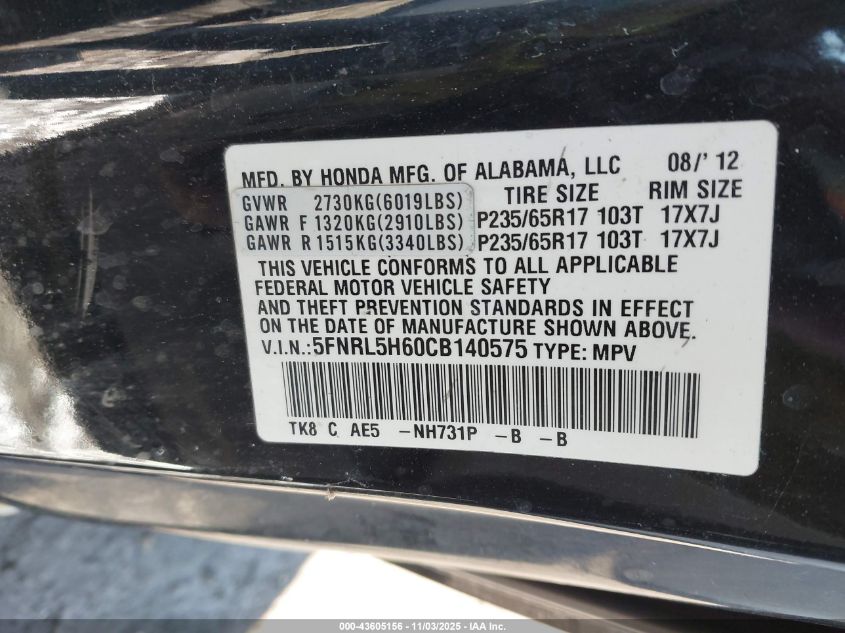 MFD. BY HONDA MFG. OF ALABAMA, LLC 08/' 12
GVWR 2730KG(6019LBS) TIRE SIZE RIM SIZE
GAWR F 1320KG(2910LBS) P235/65R17 103T 17X7J
GAWR R 1515KG(3340LBS) P235/65R17 103T 17X7J
THIS VEHICLE CONFORMS TO ALL APPLICABLE
FEDERAL MOTOR VEHICLE SAFETY
AND THEFT PREVENTION STANDARDS IN EFFECT
ON THE DATE OF MANUFACTURE SHOWN ABOVE.
V.I.N.:5FNRL5H60CB140575 TYPE: MPV
TK8 C AE5 -NH731P -B -B
000-43605156 - 11/03/2025 - IAA Inc.